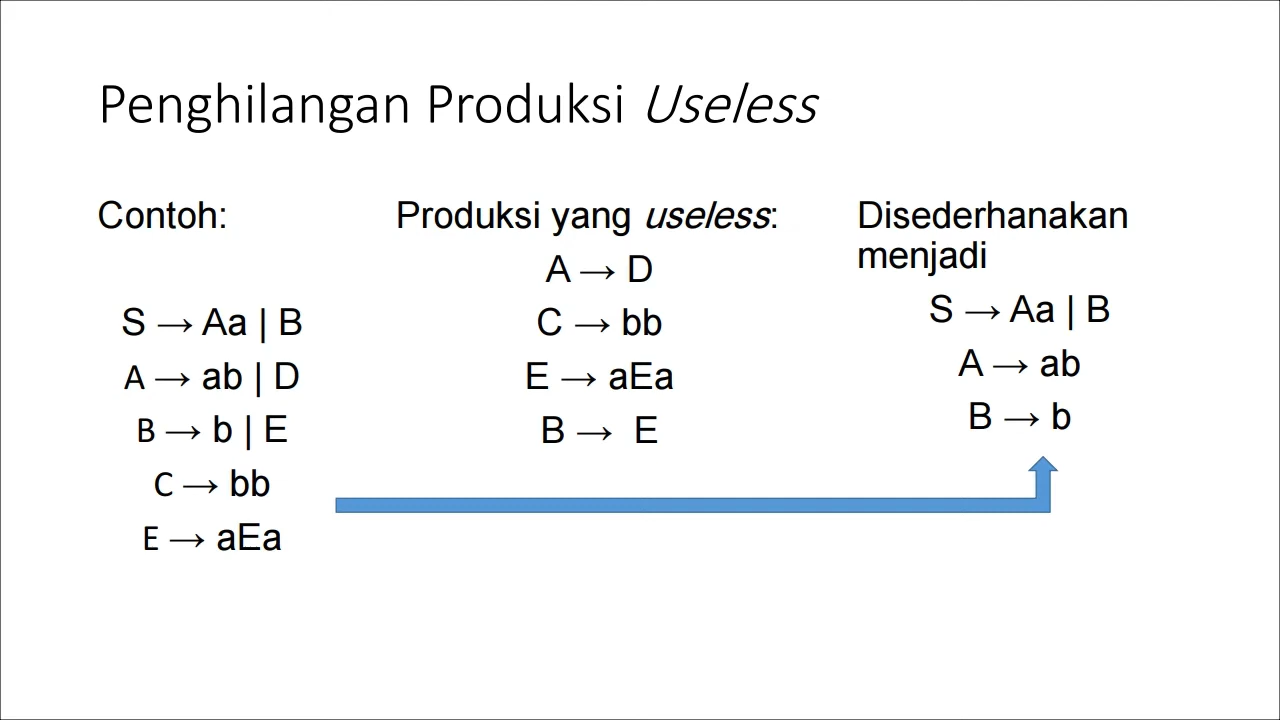 Penghilangan Produksi Useless
Contoh:
S → Aa | B
A → ab | D
B → b | E
C → bb
E → aEa
Produksi yang useless:
A → D
C → bb
E → aEa
B → E
Disederhanakan
menjadi
S → Aa | B
A → ab
B → b